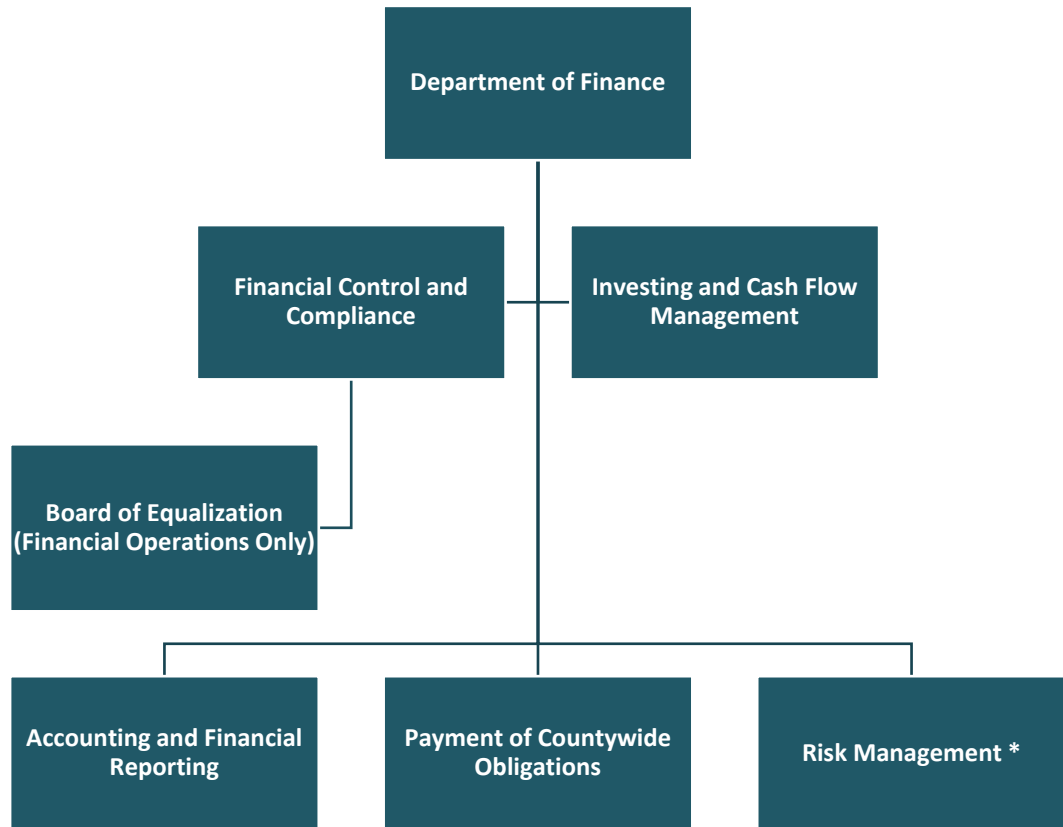 Department of Finance
Financial Control and
Compliance
Investing and Cash Flow
Management
Board of Equalization
(Financial Operations Only)
Accounting and Financial
Reporting
Payment of Countywide
Obligations
Risk Management *